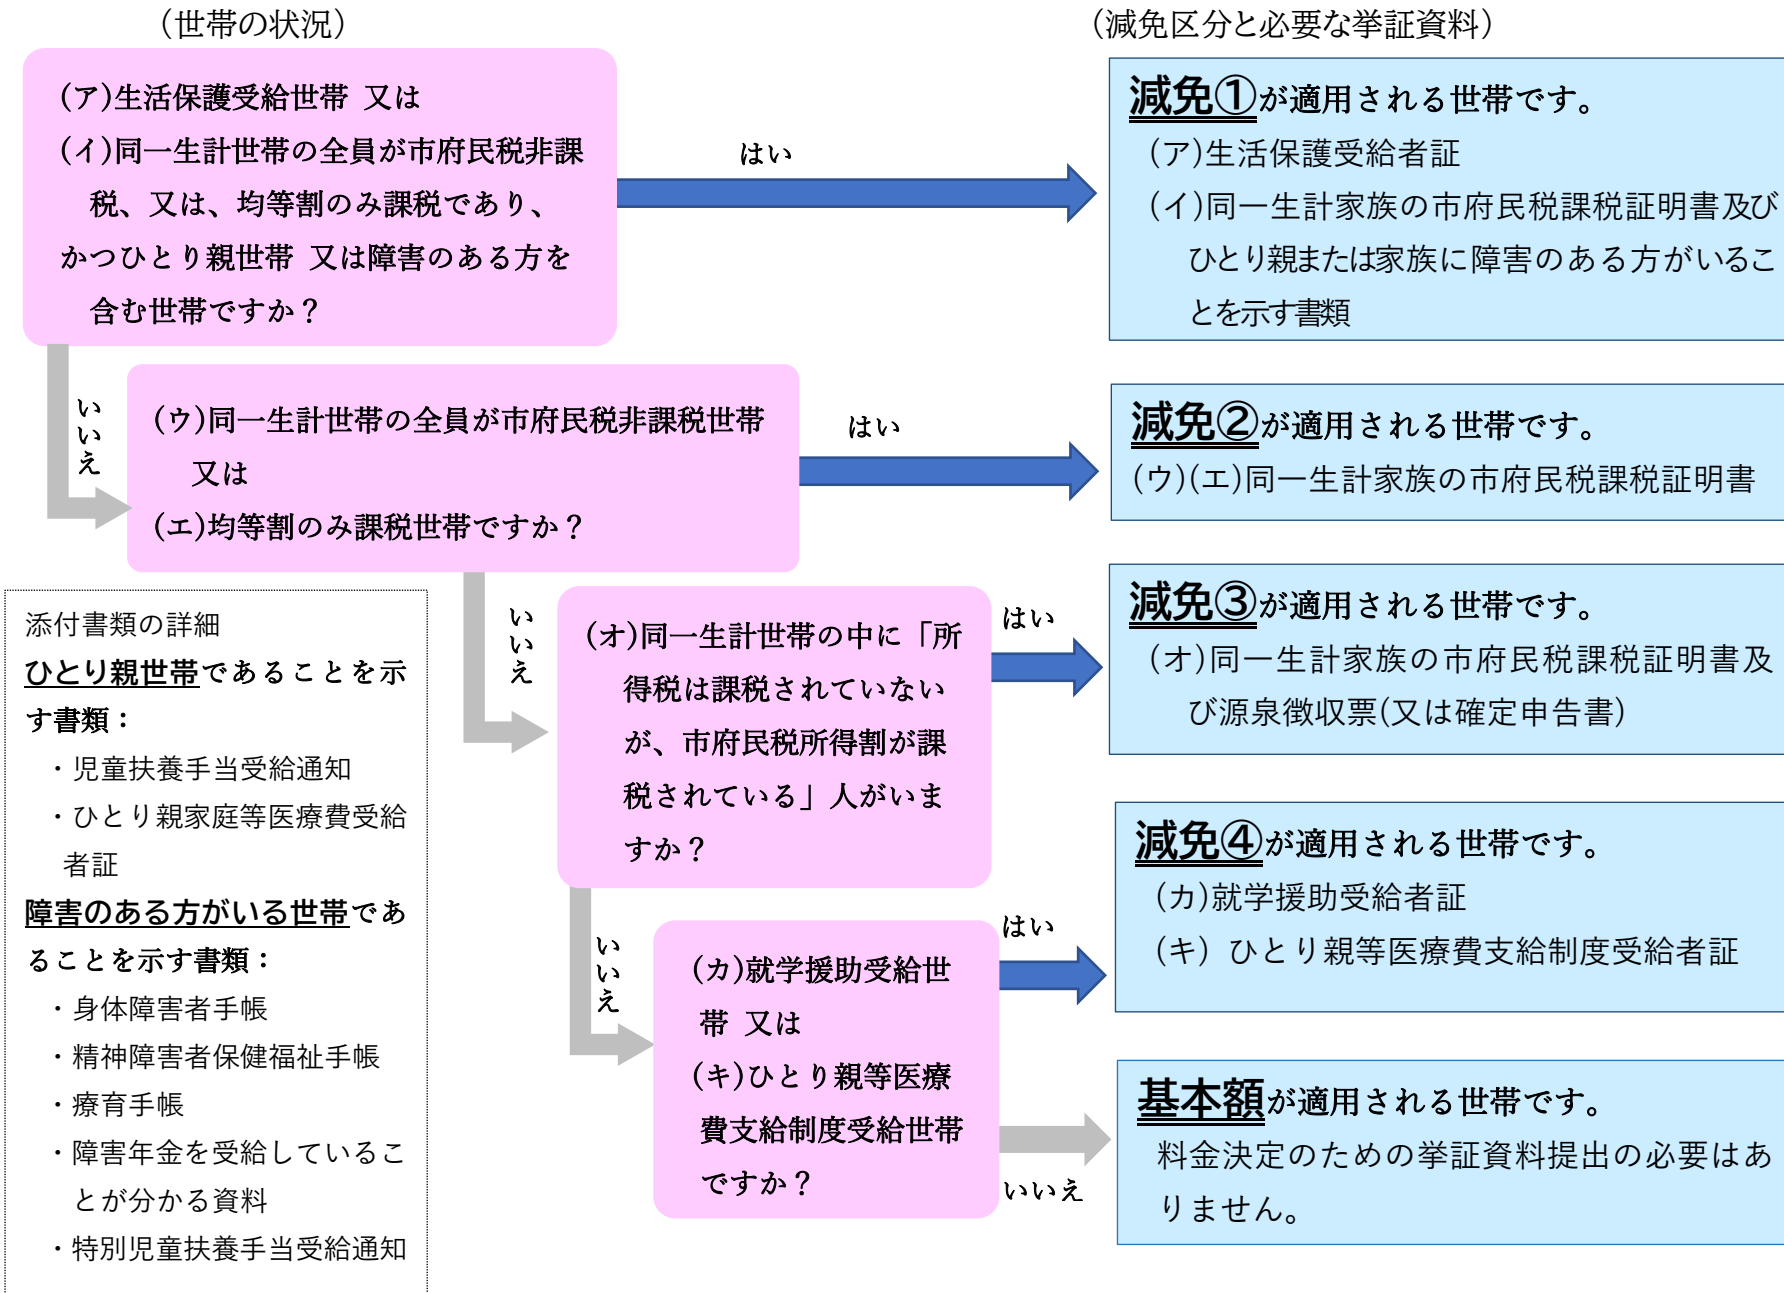 （世帯の状況）
（減免区分と必要な挙証資料）
(ア)生活保護受給世帯 又は
(イ)同一生計世帯の全員が市府民税非課
税、又は、均等割のみ課税であり、
かつひとり親世帯 又は障害のある方を
含む世帯ですか？
はい
減免①が適用される世帯です。
(ア)生活保護受給者証
(イ)同一生計家族の市府民税課税証明書及び
ひとり親または家族に障害のある方がいるこ
とを示す書類
いいえ
(ウ)同一生計世帯の全員が市府民税非課税世帯
又は
(エ)均等割のみ課税世帯ですか？
はい
減免②が適用される世帯です。
(ウ)(エ)同一生計家族の市府民税課税証明書
いいえ
(オ)同一生計世帯の中に「所
得税は課税されていない
が、市府民税所得割が課
税されている」人がいま
すか？
はい
減免③が適用される世帯です。
(オ)同一生計家族の市府民税課税証明書及
び源泉徴収票(又は確定申告書)
いいえ
(カ)就学援助受給世
帯 又は
(キ)ひとり親等医療
費支給制度受給世帯
ですか？
はい
減免④が適用される世帯です。
(カ)就学援助受給者証
(キ) ひとり親等医療費支給制度受給者証
いいえ
基本額が適用される世帯です。
料金決定のための挙証資料提出の必要はあ
りません。
添付書類の詳細
ひとり親世帯であることを示
す書類：
・児童扶養手当受給通知
・ひとり親家庭等医療費受給
者証
障害のある方がいる世帯であ
ることを示す書類：
・身体障害者手帳
・精神障害者保健福祉手帳
・療育手帳
・障害年金を受給しているこ
とが分かる資料
・特別児童扶養手当受給通知